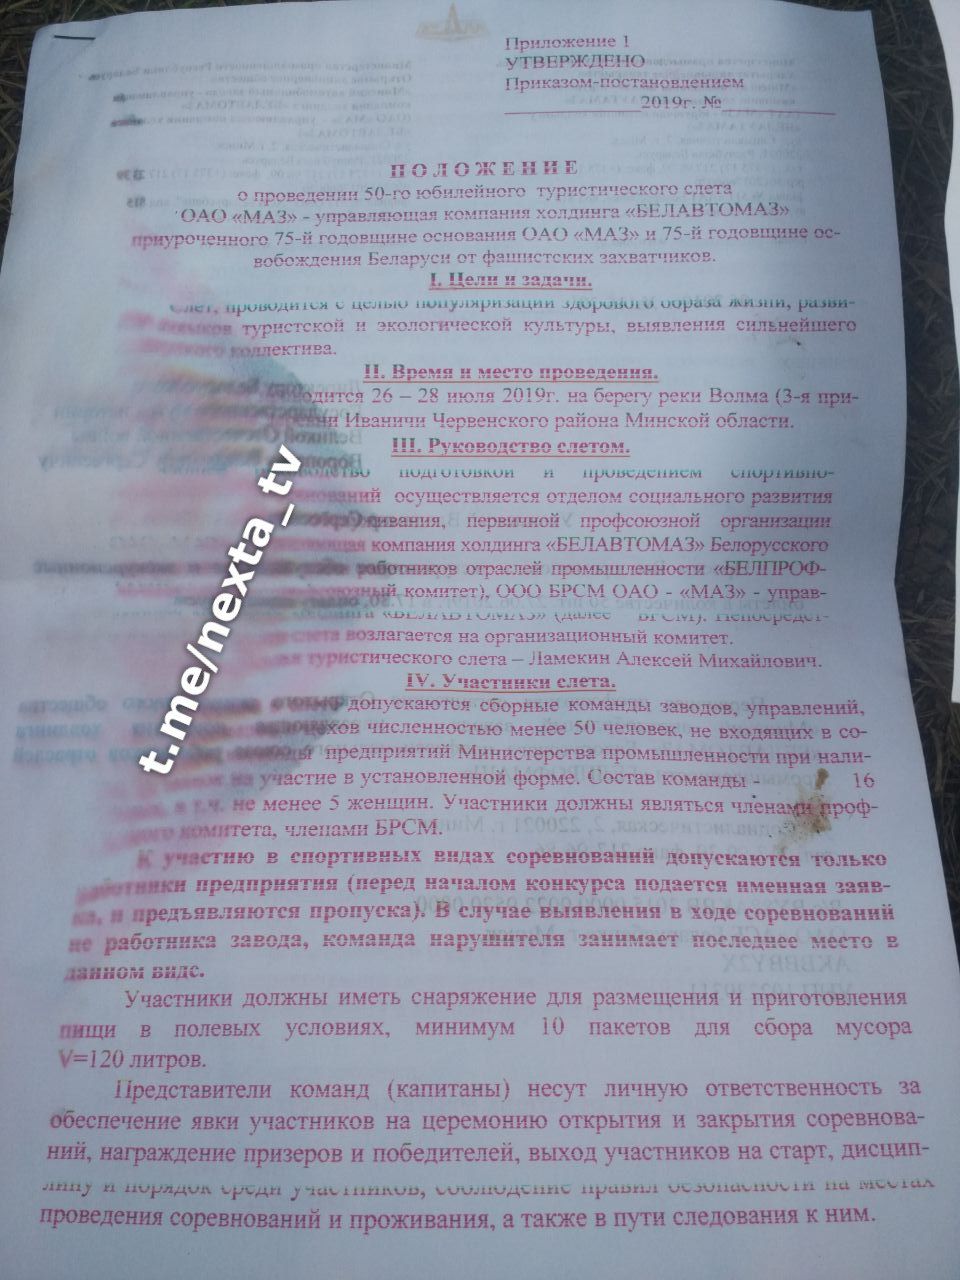 Приложение 1
УТВЕРЖДЕНО
Приказом-постановлением
2019г. №
ПОЛОЖЕНИЕ
о проведении 50-го юбилейного туристического слета
ОАО «МАЗ» - управляющая компания холдинга «БЕЛАВТОМАЗ»
приуроченного 75-й годовщине основания ОАО «МАЗ» и 75-й годовщине ос-
вобождения Беларуси от фашистских захватчиков.
I. Цели и задачи.
Слет, проводится с целью популяризации здорового образа жизни, разви-
навыков туристской и экологической культуры, выявления сильнейшего
коллектива.
II. Время и место проведения.
водится 26 – 28 июля 2019г. на берегу реки Волма (3-я при-
Иваничи Червенского района Минской области.
III. Руководство слетом.
подготовкой и проведением спортивно-
осуществляется отделом социального развития
живания, первичной профсоюзной организации
компания холдинга «БЕЛАВТОМАЗ» Белорусского
работников отраслей промышленности «БЕЛПРОФ-
союзный комитет), ООО БРСМ ОАО - «МАЗ» - управ-
«БЕЛАВТОМАЗ» (далее БРСМ). Непосредст-
слета возлагается на организационный комитет.
туристического слета – Ламекин Алексей Михайлович.
IV. Участники слета.
допускаются сборные команды заводов, управлений,
численностью менее 50 человек, не входящих в со-
предприятий Министерства промышленности при нали-
на участие в установленной форме. Состав команды - 16
в т.ч. не менее 5 женщин. Участники должны являться членами проф-
комитета, членами БРСМ.
К участию в спортивных видах соревнований допускаются только
работники предприятия (перед началом конкурса подается именная заяв-
ка, и предъявляются пропуска). В случае выявления в ходе соревнований
не работника завода, команда нарушителя занимает последнее место в
данном виде.
Участники должны иметь снаряжение для размещения и приготовления
пищи в полевых условиях, минимум 10 пакетов для сбора мусора
V=120 литров.
Представители команд (капитаны) несут личную ответственность за
обеспечение явки участников на церемонию открытия и закрытия соревнова-
ний, награждение призеров и победителей, выход участников на старт, дисцип-
лину и порядок среди участников, соблюдение правил безопасности на местах
проведения соревнований и проживания, а также в пути следования к ним.
t.me/nexta_tv